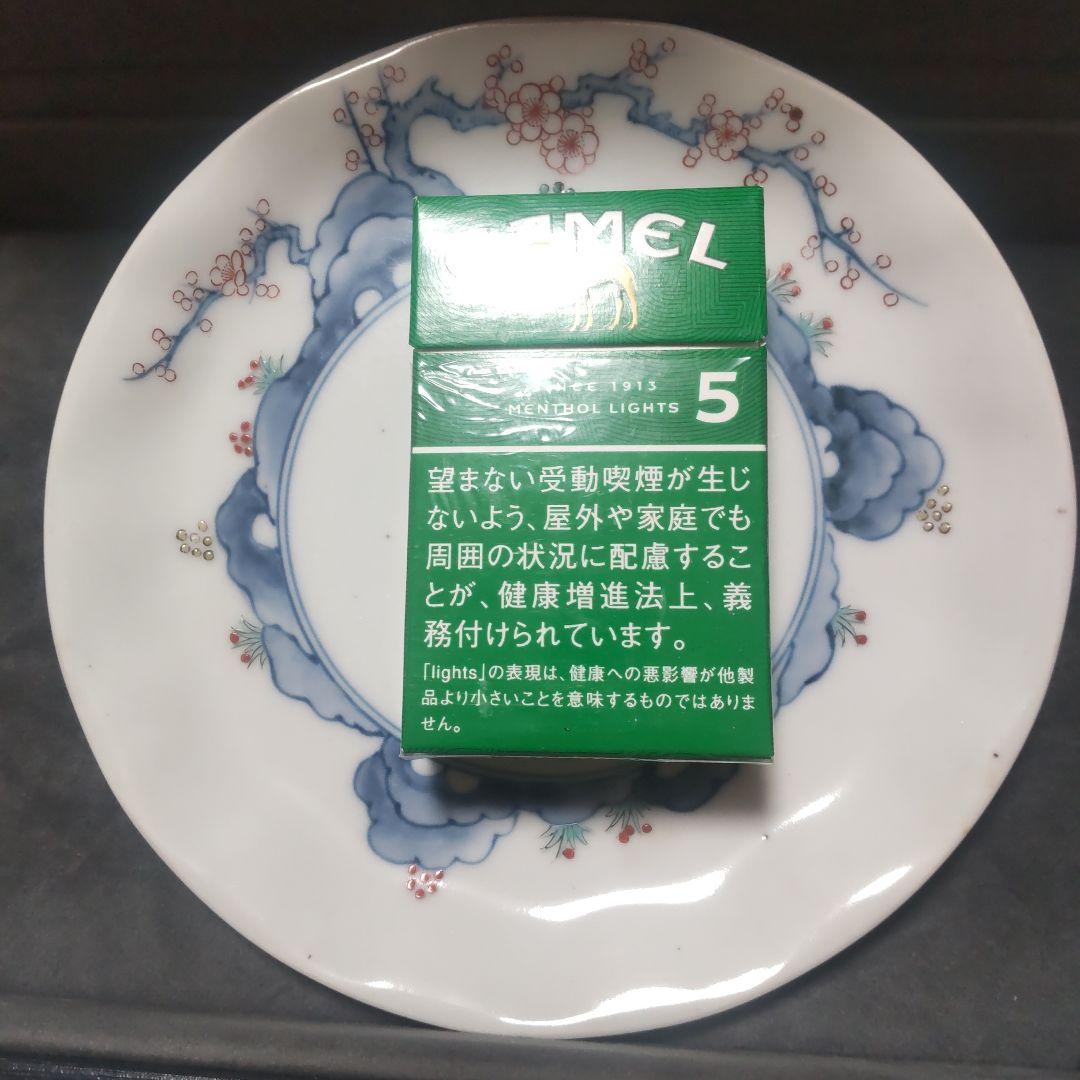 CAMEL
SINCE 1913
MENTHOL LIGHTS 5
望まない受動喫煙が生じ
ないよう、屋外や家庭でも
周囲の状況に配慮するこ
とが、健康増進法上、義
務付けられています。
「lights」の表現は、健康への悪影響が他製
品より小さいことを意味するものではありま
せん。